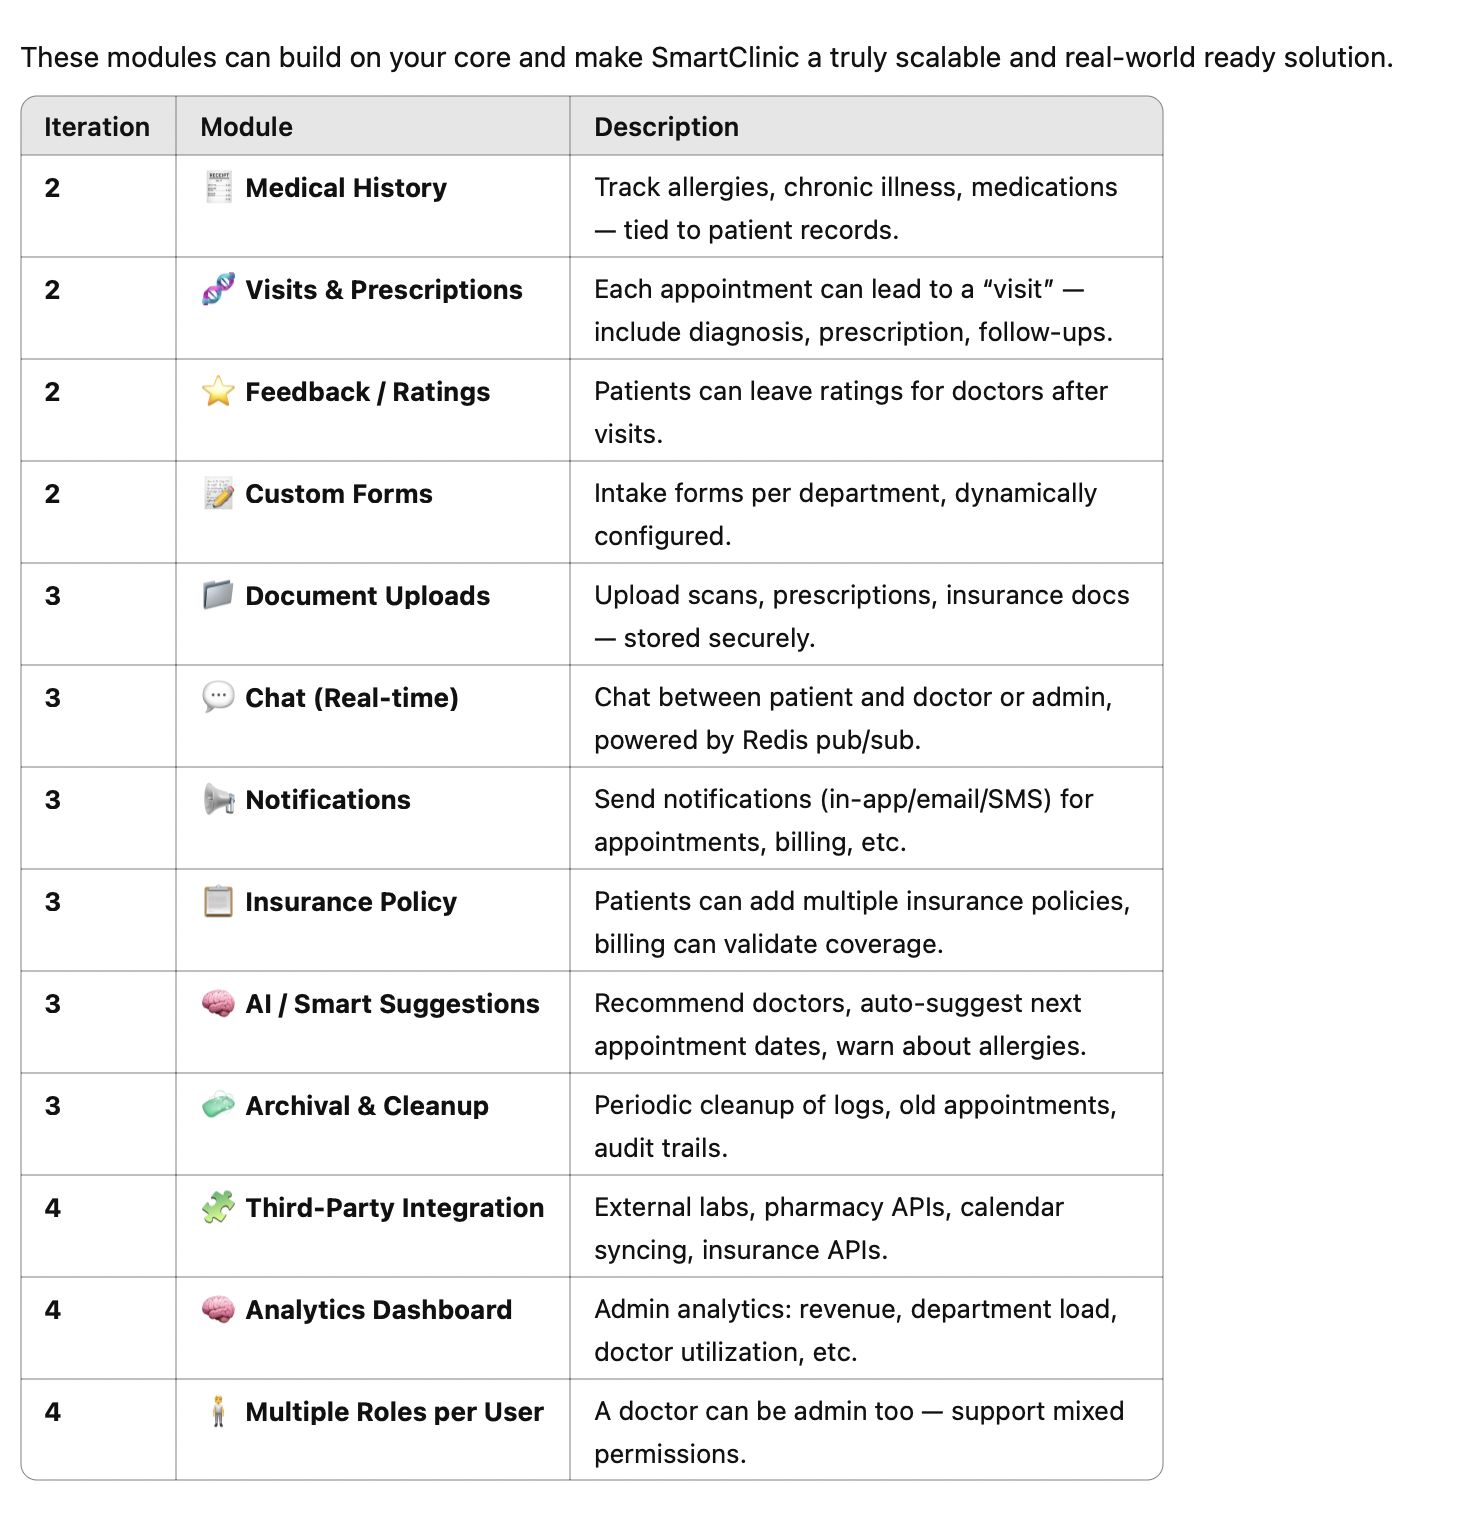 These modules can build on your core and make SmartClinic a truly scalable and real-world ready solution.
Iteration Module Description
2 Medical History Track allergies, chronic illness, medications
— tied to patient records.
2 Visits & Prescriptions Each appointment can lead to a “visit” —
include diagnosis, prescription, follow-ups.
2 Feedback / Ratings Patients can leave ratings for doctors after
visits.
2 Custom Forms Intake forms per department, dynamically
configured.
3 Document Uploads Upload scans, prescriptions, insurance docs
— stored securely.
3 Chat (Real-time) Chat between patient and doctor or admin,
powered by Redis pub/sub.
3 Notifications Send notifications (in-app/email/SMS) for
appointments, billing, etc.
3 Insurance Policy Patients can add multiple insurance policies,
billing can validate coverage.
3 AI / Smart Suggestions Recommend doctors, auto-suggest next
appointment dates, warn about allergies.
3 Archival & Cleanup Periodic cleanup of logs, old appointments,
audit trails.
4 Third-Party Integration External labs, pharmacy APIs, calendar
syncing, insurance APIs.
4 Analytics Dashboard Admin analytics: revenue, department load,
doctor utilization, etc.
4 Multiple Roles per User A doctor can be admin too — support mixed
permissions.